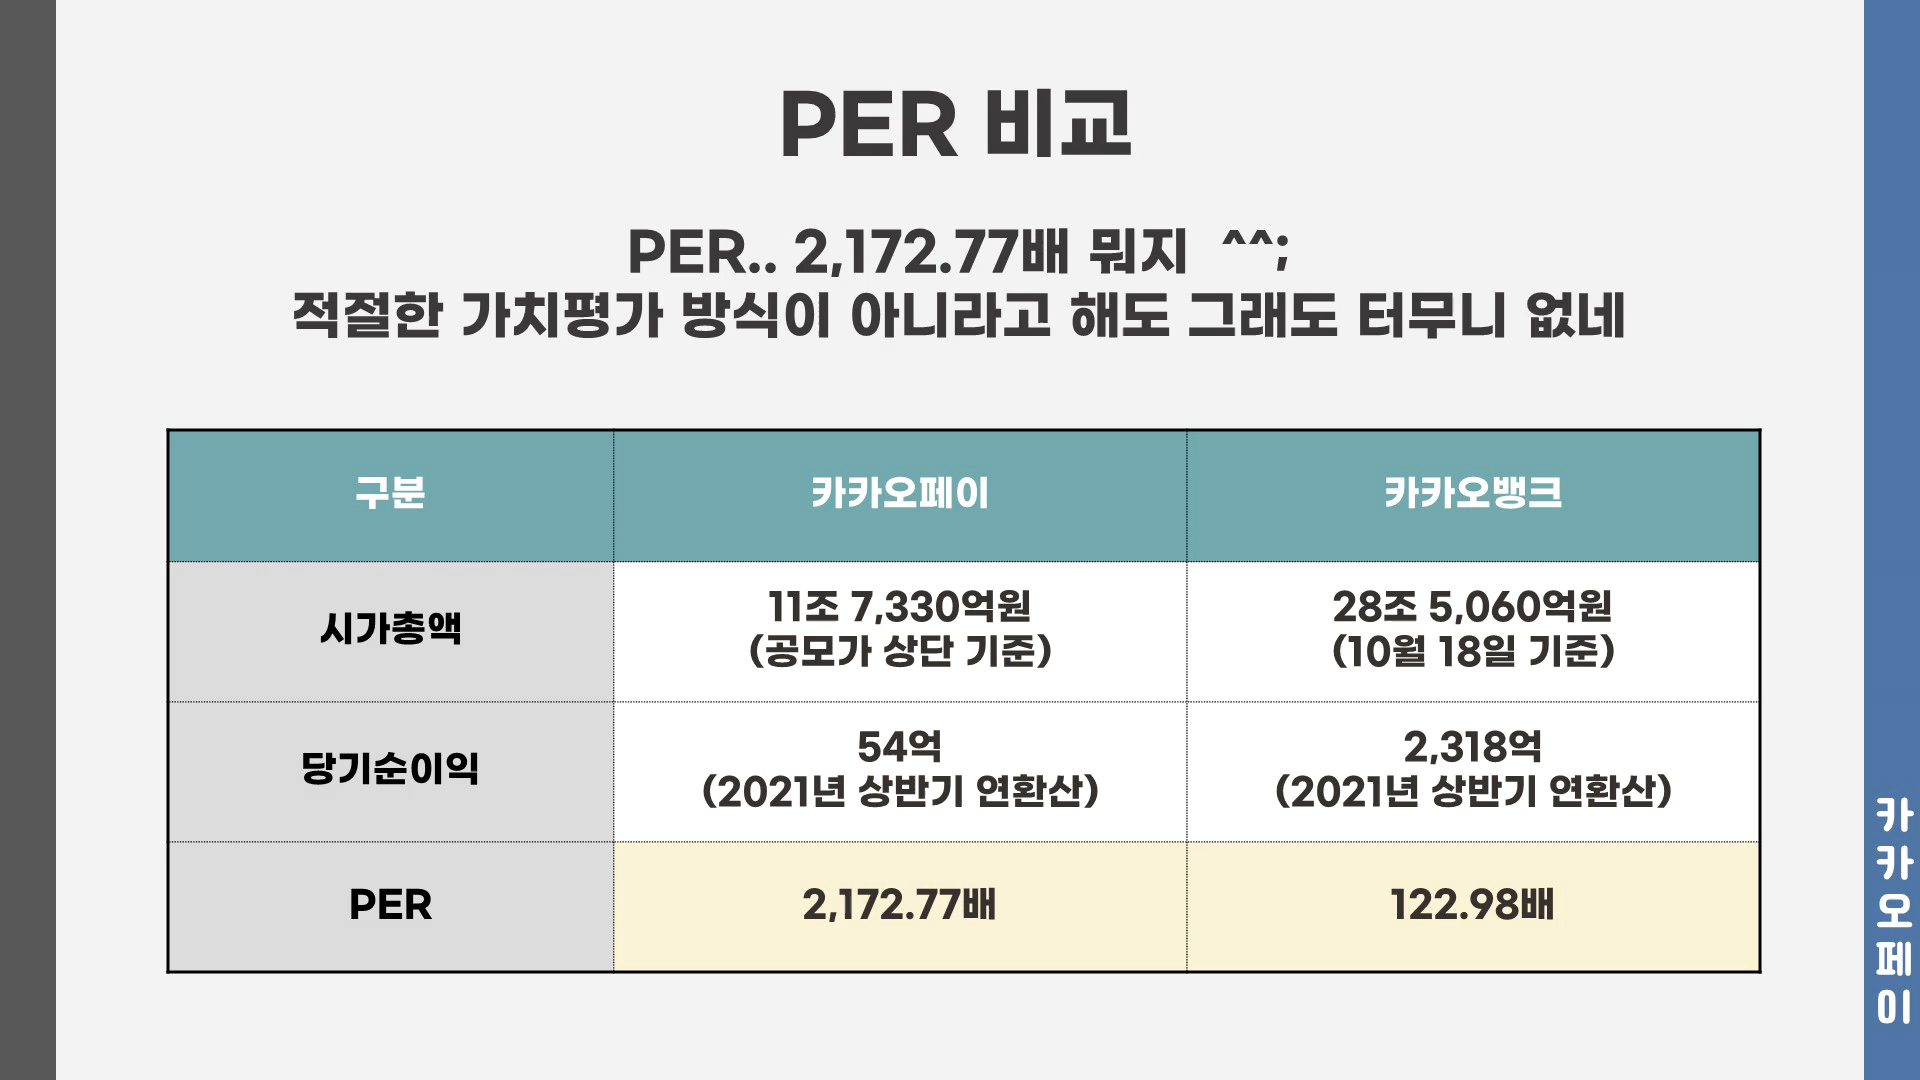 PER 비교
PER.. 2,172.77배 뭐지 ^^;
적절한 가치평가 방식이 아니라고 해도 그래도 터무니 없네
구분
카카오페이
카카오뱅크
시가총액
11조 7,330억원
(공모가 상단 기준)
28조 5,060억원
(10월 18일 기준)
당기순이익
54억
(2021년 상반기 연환산)
2,318억
(2021년 상반기 연환산)
PER
2,172.77배
122.98배
카카오페이